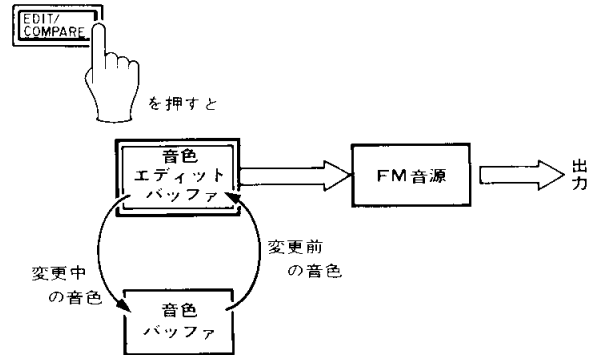 EDIT/
COMPARE
を押すと
音色
エディット
バッファ
FM音源
出力
変更中
の音色
変更前
の音色
音色
バッファ